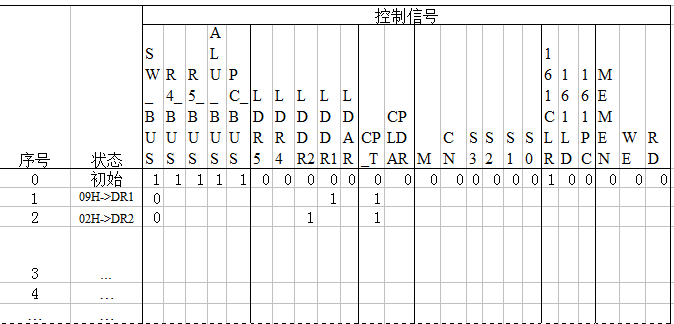 控制信号
序号 状态 SW_BUS R4_BUS R5_BUS ALU_BUS PC_BUS LDR5 LDR4 LDDR2 LDDR1 LDAR CP_T CPLDAR M CN S3 S2 S1 S0 161CLR 161LD 161PC MEMEN WE RD
0 初始 1 1 1 1 1 0 0 0 0 0 0 0 0 0 0 0 0 0 1 0 0 0 0 0
1 09H->DR1 0 1 1
2 02H->DR2 0 1 1
3 …
4 …
… …